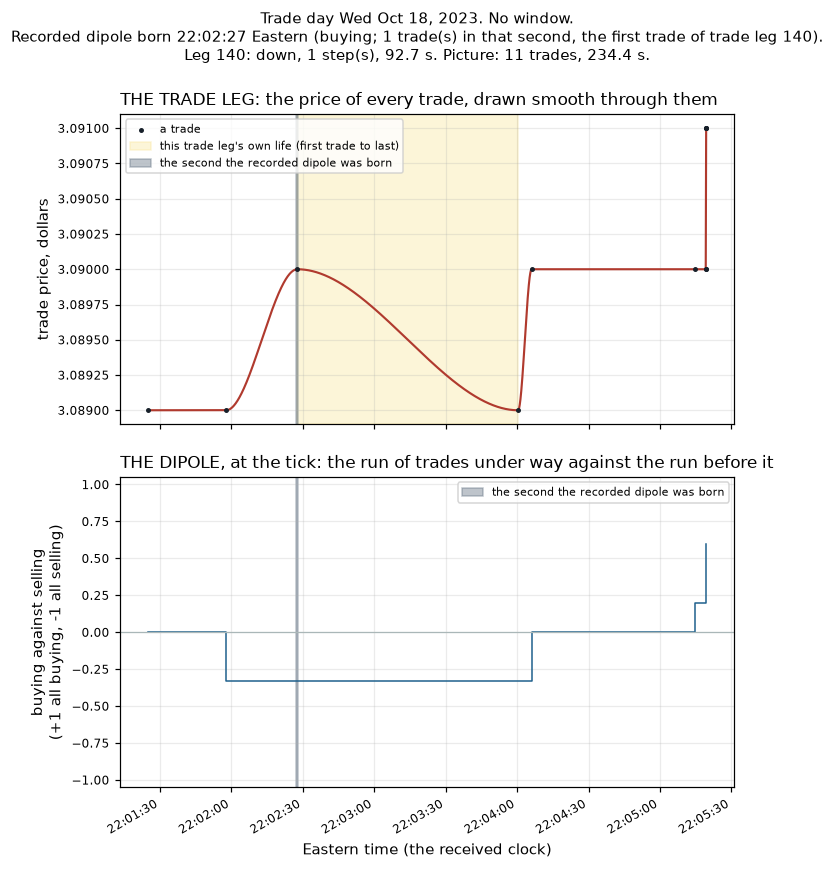 Trade day Wed Oct 18, 2023. No window.
Recorded dipole born 22:02:27 Eastern (buying; 1 trade(s) in that second, the first trade of trade leg 140).
Leg 140: down, 1 step(s), 92.7 s. Picture: 11 trades, 234.4 s.
THE TRADE LEG: the price of every trade, drawn smooth through them
a trade
this trade leg's own life (first trade to last)
the second the recorded dipole was born
trade price, dollars
3.09100
3.09075
3.09050
3.09025
3.09000
3.08975
3.08950
3.08925
3.08900
THE DIPOLE, at the tick: the run of trades under way against the run before it
the second the recorded dipole was born
buying against selling
(+1 all buying, -1 all selling)
1.00
0.75
0.50
0.25
0.00
−0.25
−0.50
−0.75
−1.00
22:01:30
22:02:00
22:02:30
22:03:00
22:03:30
22:04:00
22:04:30
22:05:00
22:05:30
Eastern time (the received clock)